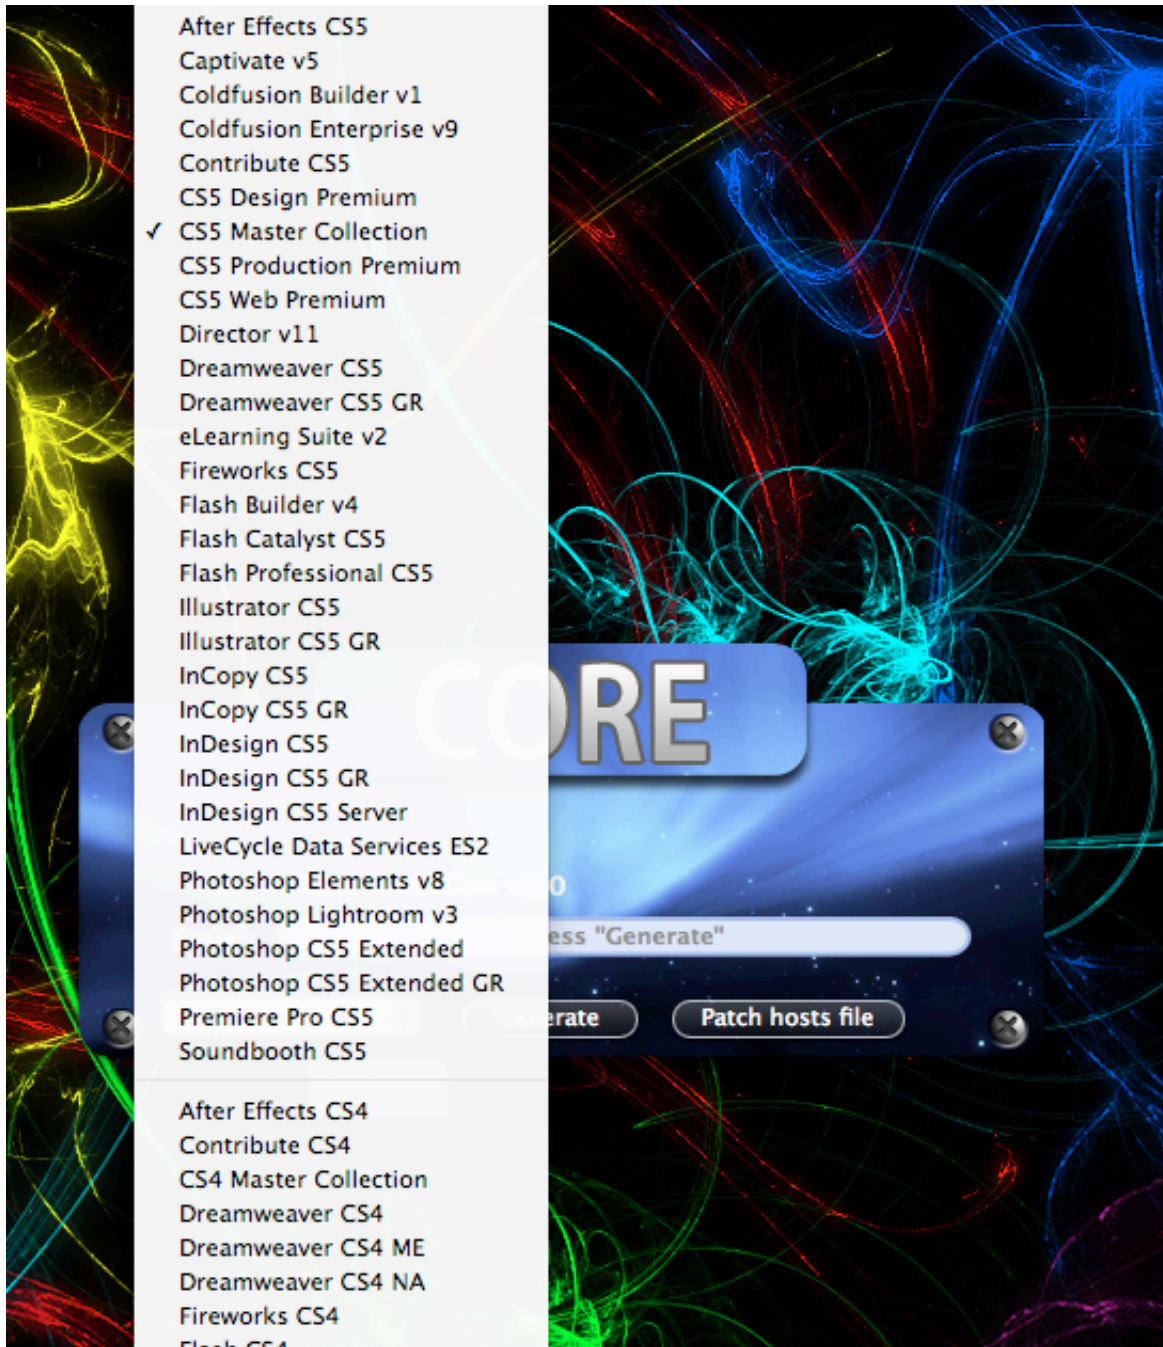 After Effects CS5
Captivate v5
Coldfusion Builder v1
Coldfusion Enterprise v9
Contribute CS5
CS5 Design Premium
✓ CS5 Master Collection
CS5 Production Premium
CS5 Web Premium
Director v11
Dreamweaver CS5
Dreamweaver CS5 GR
eLearning Suite v2
Fireworks CS5
Flash Builder v4
Flash Catalyst CS5
Flash Professional CS5
Illustrator CS5
Illustrator CS5 GR
InCopy CS5
InCopy CS5 GR
InDesign CS5
InDesign CS5 GR
InDesign CS5 Server
LiveCycle Data Services ES2
Photoshop Elements v8
Photoshop Lightroom v3
Photoshop CS5 Extended
Photoshop CS5 Extended GR
Premiere Pro CS5
Soundbooth CS5
After Effects CS4
Contribute CS4
CS4 Master Collection
Dreamweaver CS4
Dreamweaver CS4 ME
Dreamweaver CS4 NA
Fireworks CS4
Flash CS4
CORE
ess "Generate"
erate
Patch hosts file